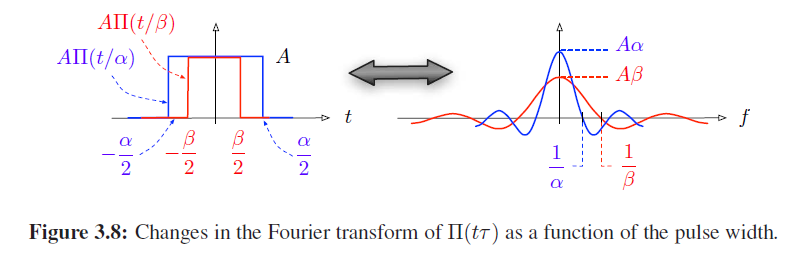 AΠ(t/β)
AΠ(t/α)
A
Aα
Aβ
t
f
-α/2
-β/2
β/2
α/2
1/α
1/β
Figure 3.8: Changes in the Fourier transform of Π(tτ) as a function of the pulse width.